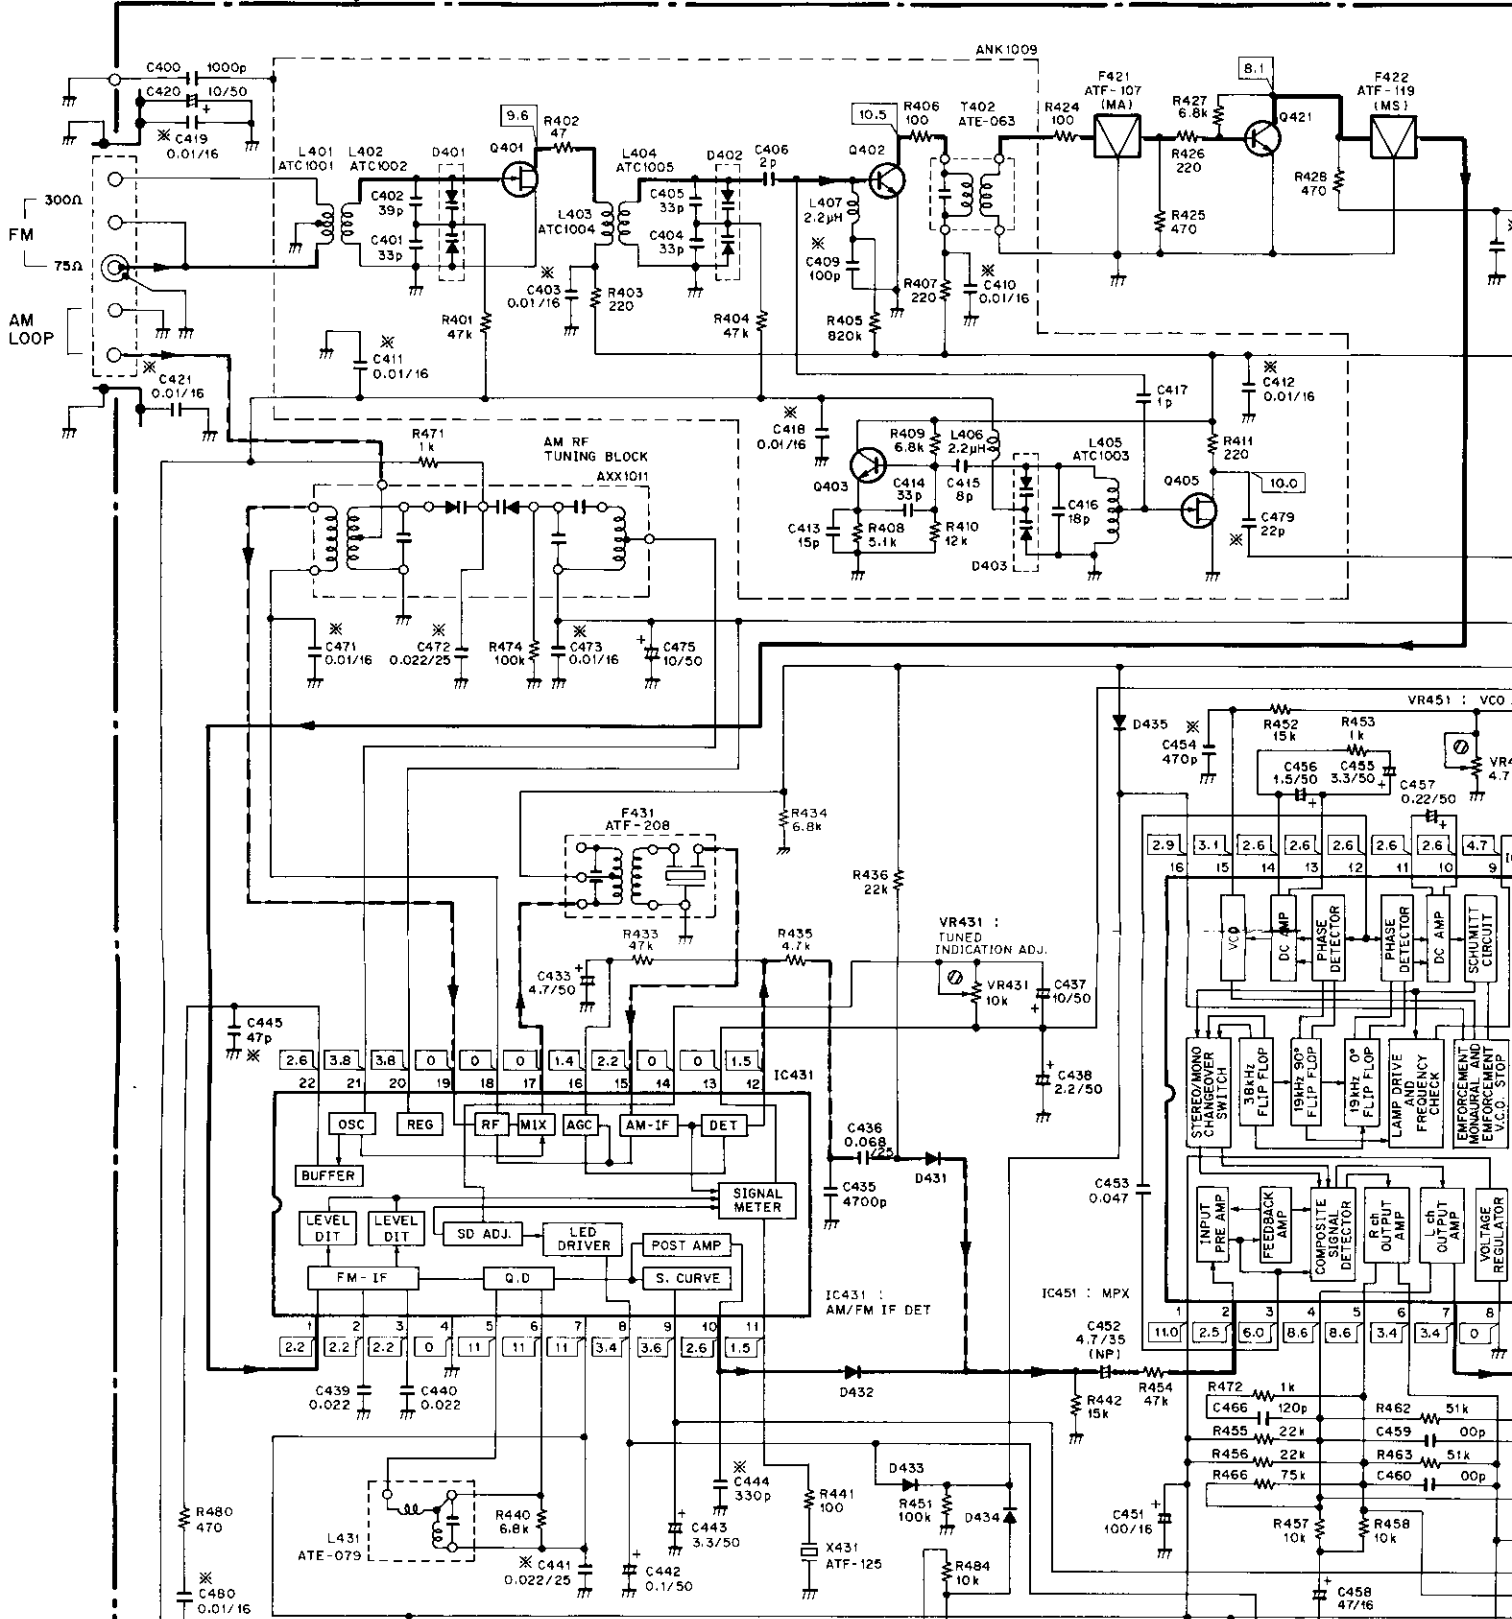 ANK1009
C400 1000p
C420 10/50
+
※ C419
0.01/16
L401
ATC1001
L402
ATC1002
D401
C402
39p
C401
33p
9.6
Q401
R402
47
L403
ATC1004
L404
ATC1005
D402
C405
33p
C404
33p
C406
2p
10.5
Q402
R406
100
T402
ATE-063
R424
100
F421
ATF-107
(MA)
R427
6.8k
8.1
Q421
F422
ATF-119
(MS)
R426
220
R425
470
R428
470
300Ω
FM
75Ω
AM
LOOP
※
C421
0.01/16
L407
2.2μH
※
C409
100p
R405
820k
R407
220
※
C410
0.01/16
※
C403
0.01/16
R403
220
R401
47k
R404
47k
※
C411
0.01/16
R471
1k
AM RF
TUNING BLOCK
AXX1011
※
C418
0.01/16
R409
6.8k
L406
2.2μH
L405
ATC1003
C417
1p
※
C412
0.01/16
R411
220
Q403
C414
33p
C415
8p
C416
18p
Q405
10.0
C413
15p
R408
5.1k
R410
12k
D403
C479
22p
※
※
C471
0.01/16
※
C472
0.022/25
R474
100k
※
C473
0.01/16
+
C475
10/50
D435
※
C454
470p
VR451 : VCO
R452
15k
R453
1k
C456
1.5/50
C455
3.3/50
C457
0.22/50
4.7
F431
ATF-208
R434
6.8k
R436
22k
VR431 :
TUNED
INDICATION ADJ.
VR431
10k
C437
10/50
C438
2.2/50
R433
47k
R435
4.7k
C433
4.7/50
C445
47p
※
2.6 3.8 3.8 0 0 0 1.4 2.2 0 0 1.5
22 21 20 19 18 17 16 15 14 13 12
IC431
OSC REG RF MIX AGC AM-IF DET
BUFFER
SIGNAL
METER
LEVEL
DIT
LEVEL
DIT
SD ADJ.
LED
DRIVER
POST AMP
FM-IF
Q.D
S. CURVE
IC431 :
AM/FM IF DET
1 2 3 4 5 6 7 8 9 10 11
2.2 2.2 2.2 0 11 11 11 3.4 3.6 2.6 1.5
C436
0.068
/25
C435
4700p
D431
D432
C453
0.047
2.9 3.1 2.6 2.6 2.6 2.6 2.6 4.7
16 15 14 13 12 11 10 9
VCO
DC AMP
PHASE
DETECTOR
PHASE
DETECTOR
DC AMP
SCHUMITT
CIRCUIT
STEREO/MONO
CHANGEOVER
SWITCH
38kHz
FLIP FLOP
19kHz 90°
FLIP FLOP
19kHz 0°
FLIP FLOP
LAMP DRIVE
AND
FREQUENCY
CHECK
EMFORCEMENT
MONAURAL AND
EMFORCEMENT
V.C.O. STOP
INPUT
PRE AMP
FEEDBACK
AMP
COMPOSITE
SIGNAL
DETECTOR
R ch
OUTPUT
AMP
L ch
OUTPUT
AMP
VOLTAGE
REGULATOR
IC451 : MPX
1 2 3 4 5 6 7 8
11.0 2.5 6.0 8.6 8.6 3.4 3.4 0
C452
4.7/35
(NP)
R454
47k
R442
15k
C439
0.022
C440
0.022
R472 1k
C466 120p
R455 22k
R456 22k
R466 75k
R462 51k
C459 00p
R463 51k
C460 00p
R457
10k
R458
10k
C451
100/16
C458
47/16
D433
R451
100k
D434
R484
10k
※
C444
330p
R441
100
X431
ATF-125
C443
3.3/50
C442
0.1/50
※ C441
0.022/25
R440
6.8k
L431
ATE-079
R480
470
※
C480
0.01/16